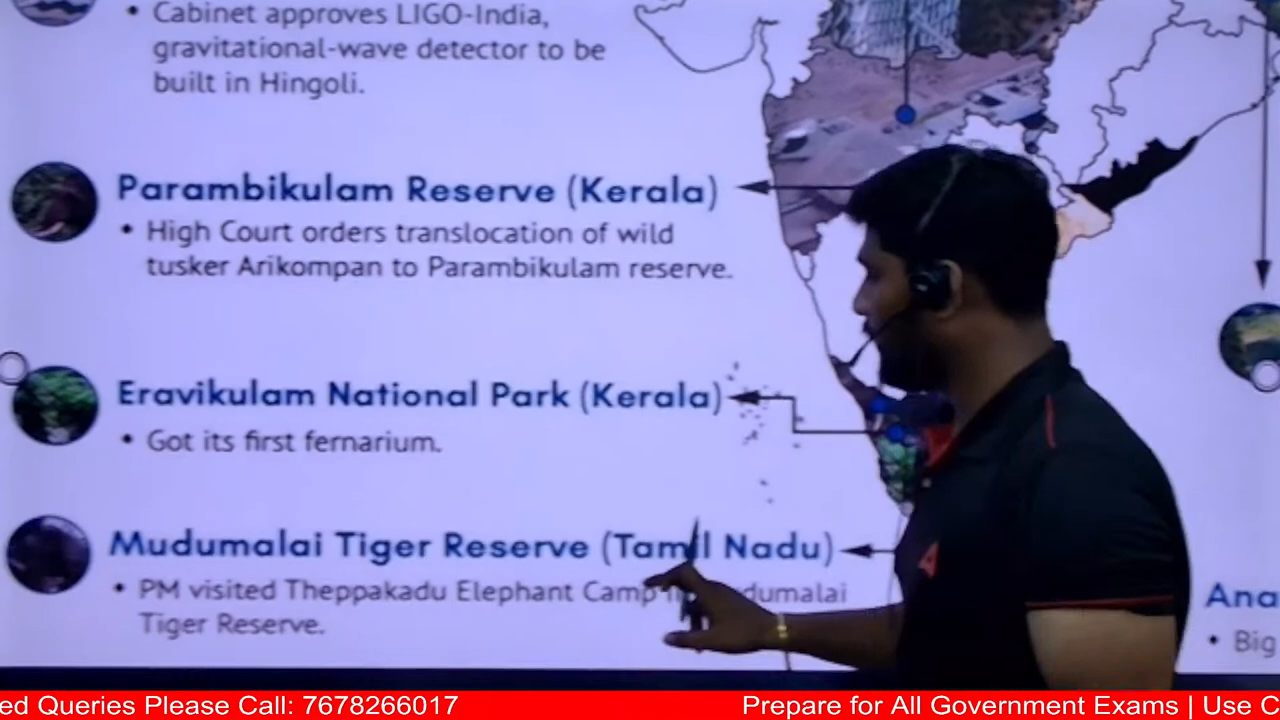 • Cabinet approves LIGO-India,
gravitational-wave detector to be
built in Hingoli.
Parambikulam Reserve (Kerala)
• High Court orders translocation of wild
tusker Arikompan to Parambikulam reserve.
Eravikulam National Park (Kerala)
• Got its first fernarium.
Mudumalai Tiger Reserve (Tamil Nadu)
• PM visited Theppakadu Elephant Camp dumalai
Tiger Reserve.
Ana
• Big
ed Queries Please Call: 7678266017 Prepare for All Government Exams | Use C